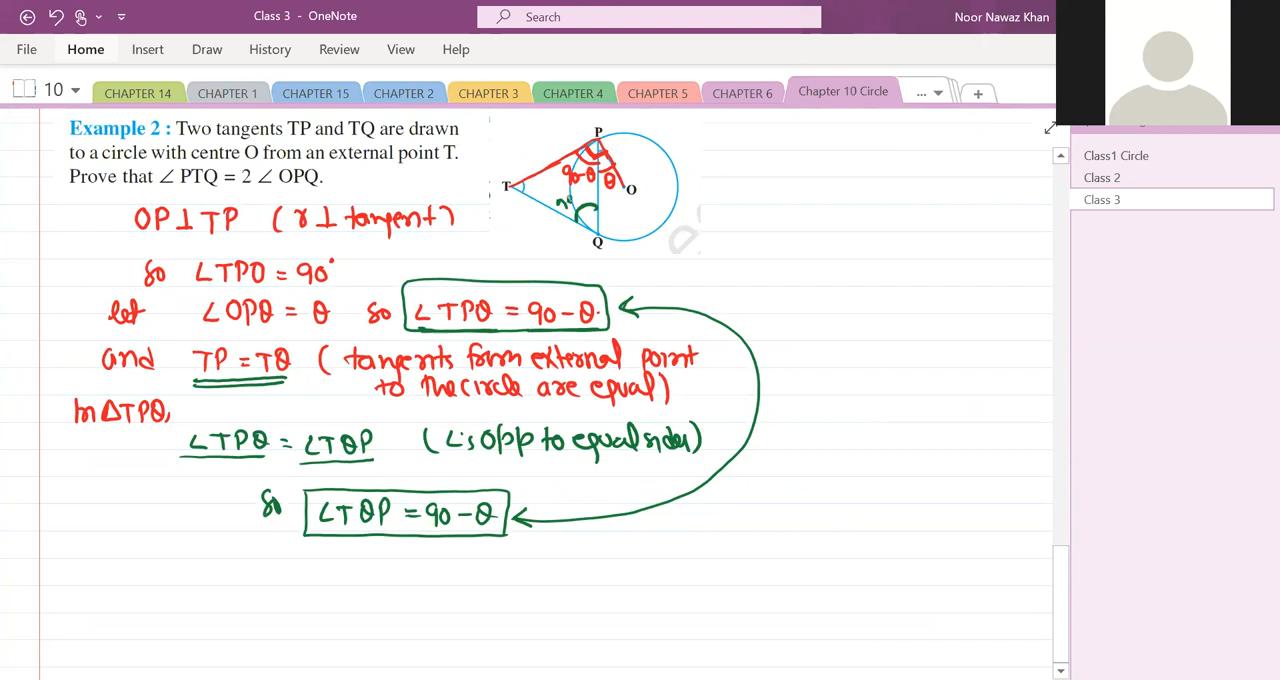 Class 3 - OneNote
Search
Noor Nawaz Khan
File Home Insert Draw History Review View Help
10 CHAPTER 14 CHAPTER 1 CHAPTER 15 CHAPTER 2 CHAPTER 3 CHAPTER 4 CHAPTER 5 CHAPTER 6 Chapter 10 Circle ... +
Example 2 : Two tangents TP and TQ are drawn
to a circle with centre O from an external point T.
Prove that ∠ PTQ = 2 ∠ OPQ.
P
T
90-θ θ
O
Q
OP⊥TP (r ⊥ tangent)
So ∠TPO = 90°
let ∠OPQ = θ so ∠TPQ = 90-θ.
and TP = TQ (tangents from external point
to the circle are equal)
In ΔTPQ,
∠TPQ = ∠TQP (∠'s opp to equal sides)
So ∠TQP = 90-θ
Class1 Circle
Class 2
Class 3